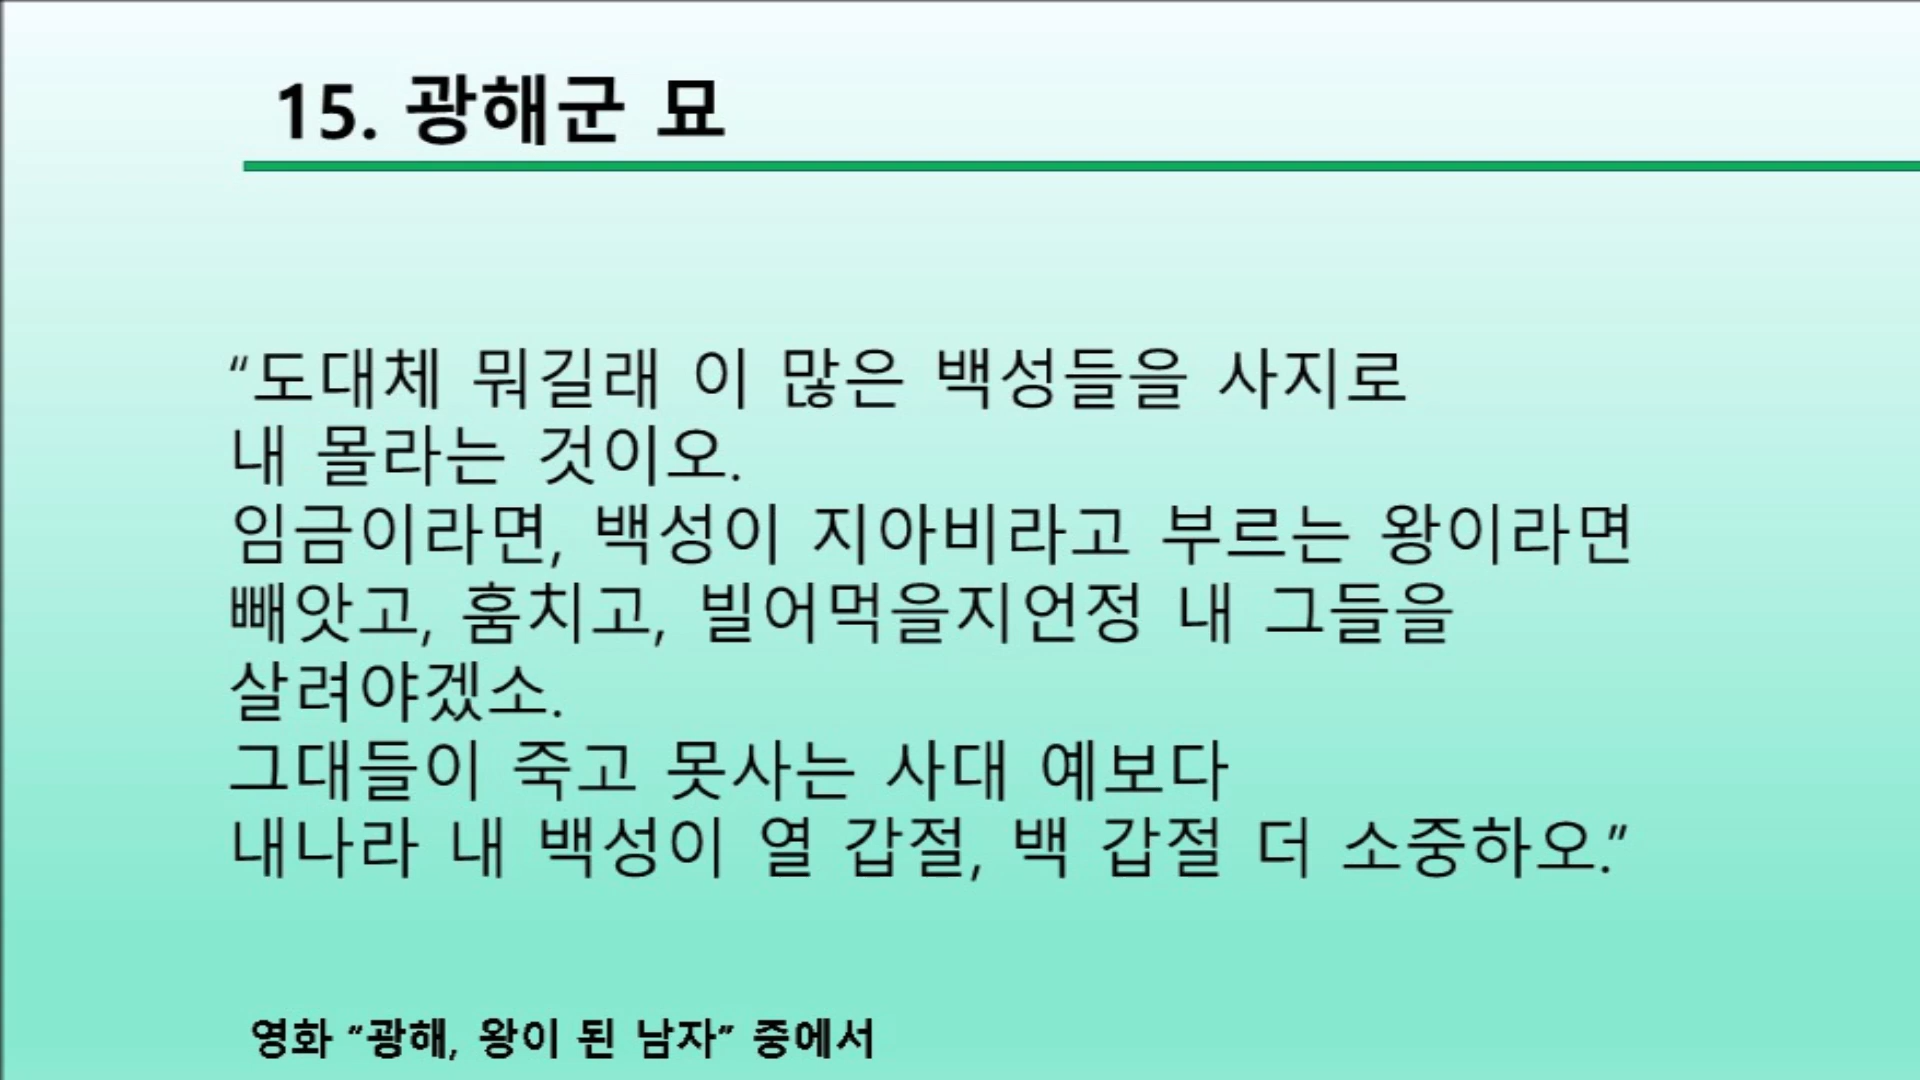 15. 광해군 묘
“도대체 뭐길래 이 많은 백성들을 사지로
내 몰라는 것이오.
임금이라면, 백성이 지아비라고 부르는 왕이라면
빼앗고, 훔치고, 빌어먹을지언정 내 그들을
살려야겠소.
그대들이 죽고 못사는 사대 예보다
내나라 내 백성이 열 갑절, 백 갑절 더 소중하오.”
영화 “광해, 왕이 된 남자” 중에서